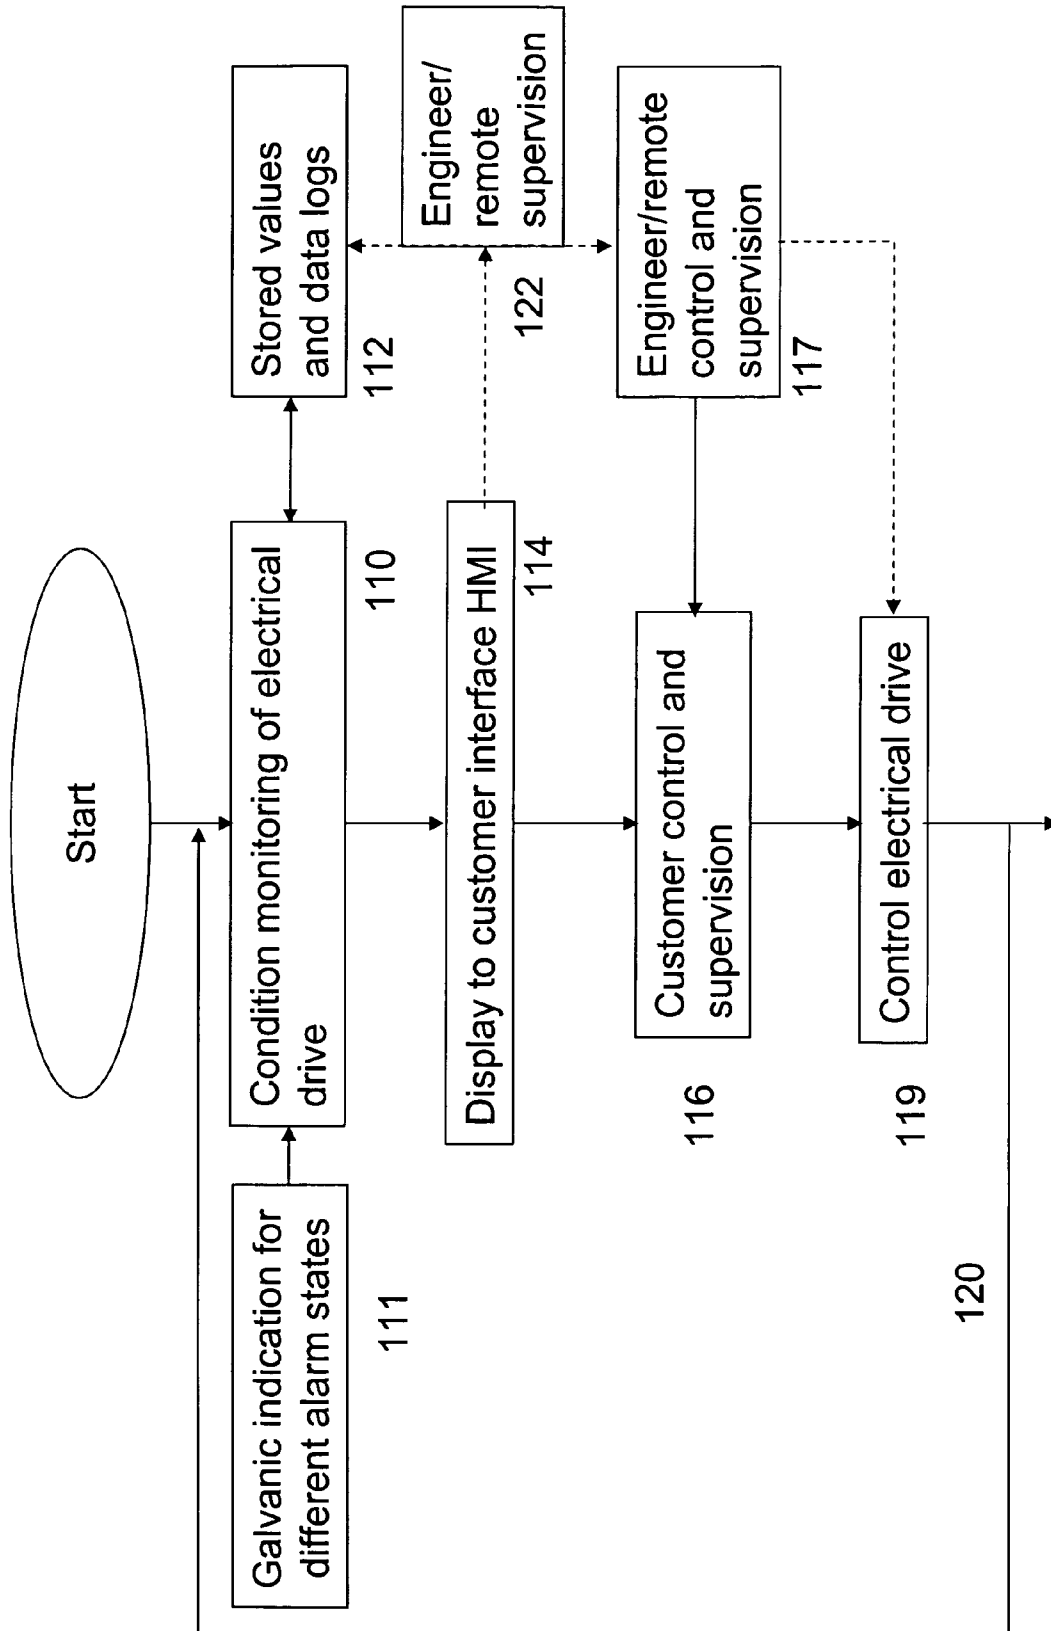 Start
Galvanic indication for
different alarm states
111
Condition monitoring of electrical
drive
110
Stored values
and data logs
112
Display to customer interface HMI
114
Engineer/
remote
supervision
122
Customer control and
supervision
116
Engineer/remote
control and
supervision
117
Control electrical drive
119
120